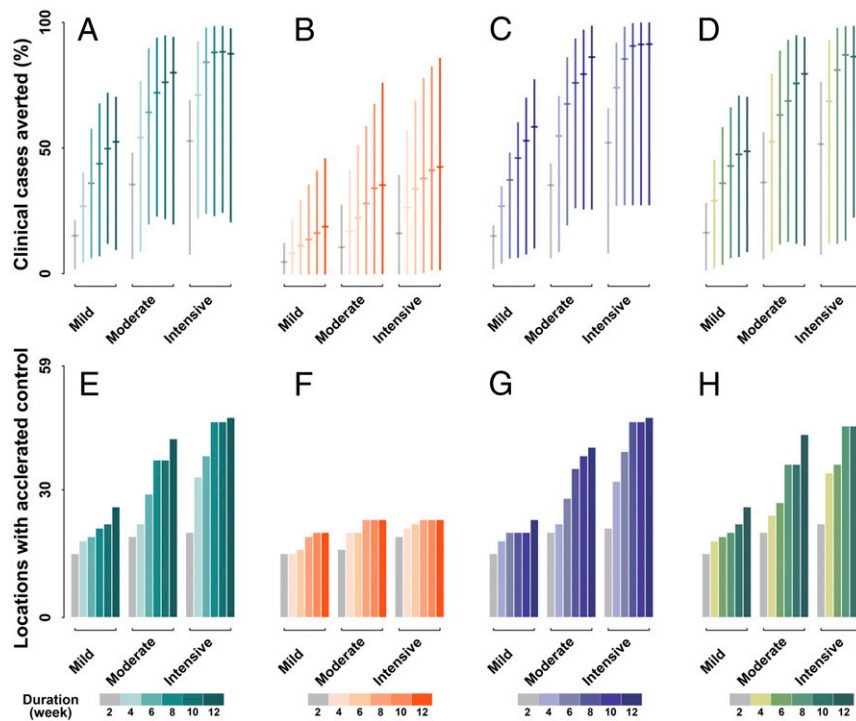 A B C D
Clinical cases averted (%)
100
50
0
Mild Moderate Intensive Mild Moderate Intensive Mild Moderate Intensive Mild Moderate Intensive
E F G H
Locations with acclerated control
59
30
0
Mild Moderate Intensive Mild Moderate Intensive Mild Moderate Intensive Mild Moderate Intensive
Duration
(week)
2 4 6 8 10 12 2 4 6 8 10 12 2 4 6 8 10 12 2 4 6 8 10 12